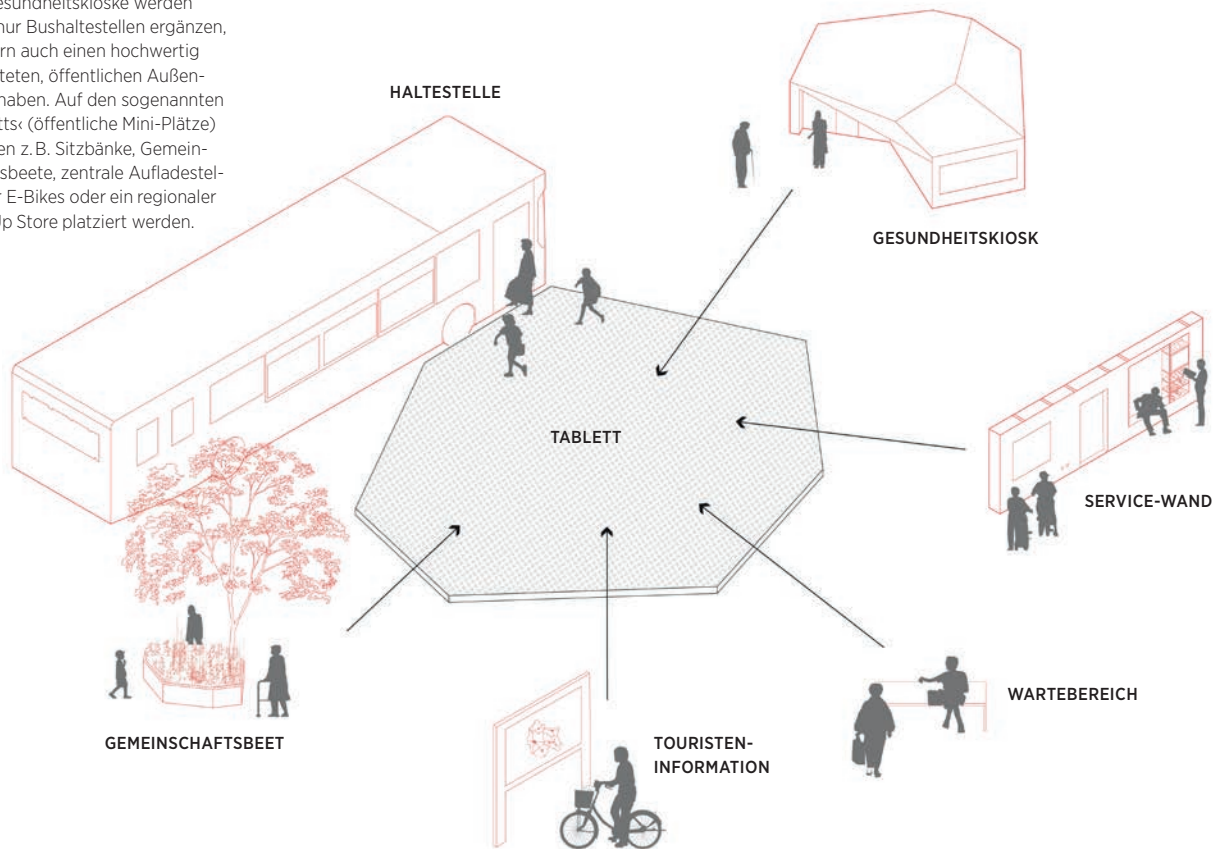 esundheitskioske werden
nur Bushaltestellen ergänzen,
rn auch einen hochwertig
teten, öffentlichen Außen-
haben. Auf den sogenannten
tts‹ (öffentliche Mini-Plätze)
en z. B. Sitzbänke, Gemein-
sbeete, zentrale Aufladestel-
r E-Bikes oder ein regionaler
Up Store platziert werden.
HALTESTELLE
GESUNDHEITSKIOSK
TABLETT
SERVICE-WAND
WARTEBEREICH
GEMEINSCHAFTSBEET
TOURISTEN-
INFORMATION